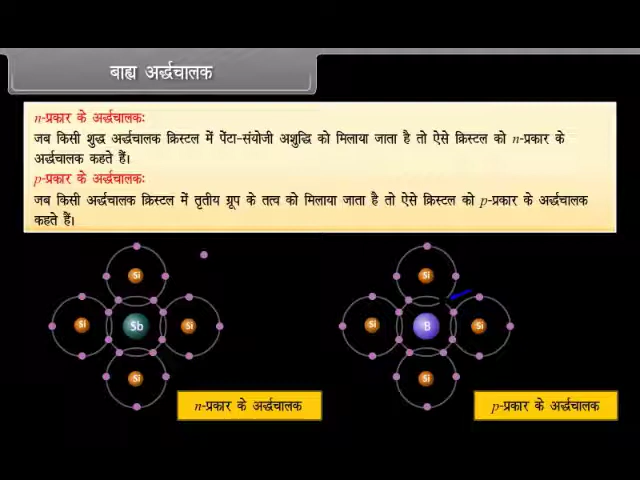 बाह्य अर्द्धचालक
n-प्रकार के अर्द्धचालकः
जब किसी शुद्ध अर्द्धचालक क्रिस्टल में पेंटा-संयोजी अशुद्धि को मिलाया जाता है तो ऐसे क्रिस्टल को n-प्रकार के
अर्द्धचालक कहते हैं।
p-प्रकार के अर्द्धचालकः
जब किसी अर्द्धचालक क्रिस्टल में तृतीय ग्रूप के तत्व को मिलाया जाता है तो ऐसे क्रिस्टल को p-प्रकार के अर्द्धचालक
कहते हैं।
Si
Si Sb Si
Si
n-प्रकार के अर्द्धचालक
Si
Si B Si
Si
p-प्रकार के अर्द्धचालक